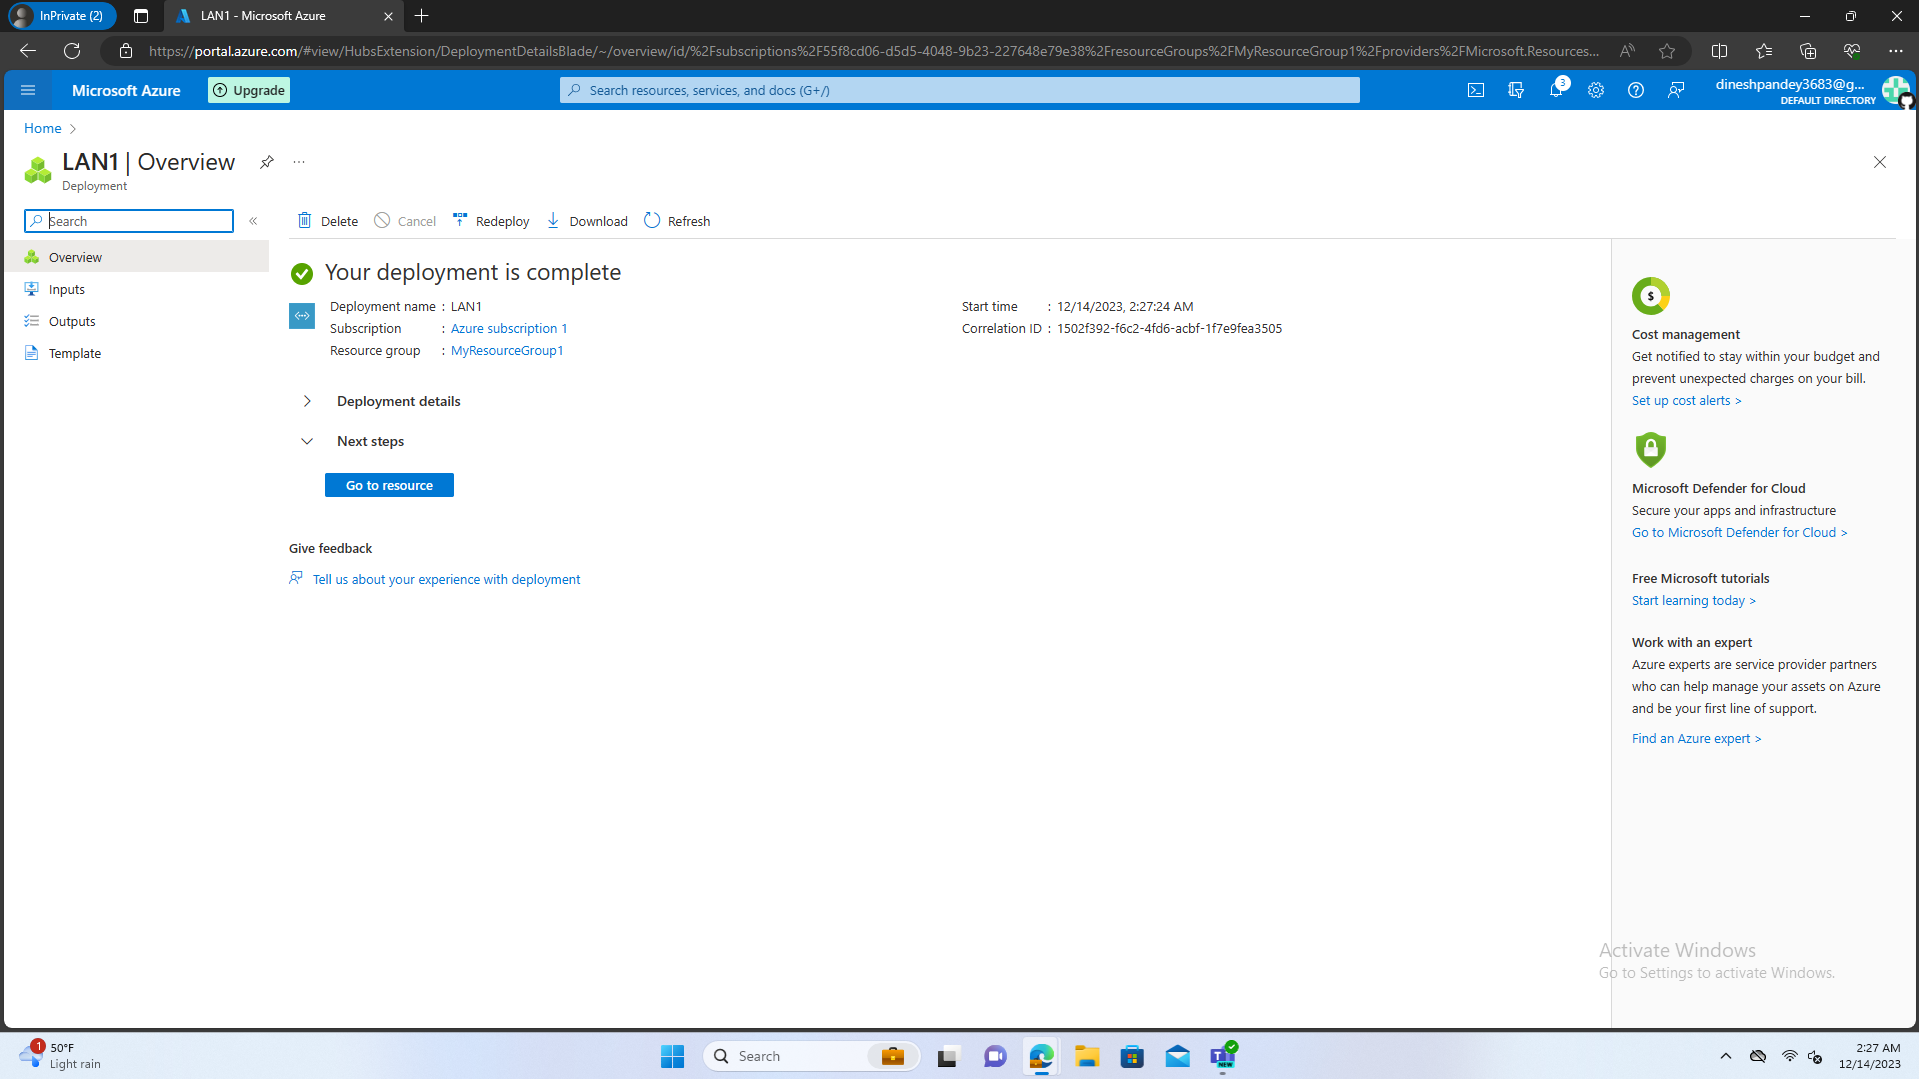 InPrivate (2)
LAN1 - Microsoft Azure
https://portal.azure.com/#view/HubsExtension/DeploymentDetailsBlade/~/overview/id/%2Fsubscriptions%2F55f8cd06-d5d5-4048-9b23-227648e79e38%2FresourceGroups%2FMyResourceGroup1%2Fproviders%2FMicrosoft.Resources...
Microsoft Azure
Upgrade
Search resources, services, and docs (G+/)
3
dineshpandey3683@g...
DEFAULT DIRECTORY
Home
LAN1 | Overview
Deployment
Search
Delete
Cancel
Redeploy
Download
Refresh
Overview
Inputs
Outputs
Template
Your deployment is complete
Deployment name : LAN1
Subscription : Azure subscription 1
Resource group : MyResourceGroup1
Start time : 12/14/2023, 2:27:24 AM
Correlation ID : 1502f392-f6c2-4fd6-acbf-1f7e9fea3505
Deployment details
Next steps
Go to resource
Give feedback
Tell us about your experience with deployment
$
Cost management
Get notified to stay within your budget and
prevent unexpected charges on your bill.
Set up cost alerts >
Microsoft Defender for Cloud
Secure your apps and infrastructure
Go to Microsoft Defender for Cloud >
Free Microsoft tutorials
Start learning today >
Work with an expert
Azure experts are service provider partners
who can help manage your assets on Azure
and be your first line of support.
Find an Azure expert >
Activate Windows
Go to Settings to activate Windows.
1
50°F
Light rain
Search
T
NEW
2:27 AM
12/14/2023